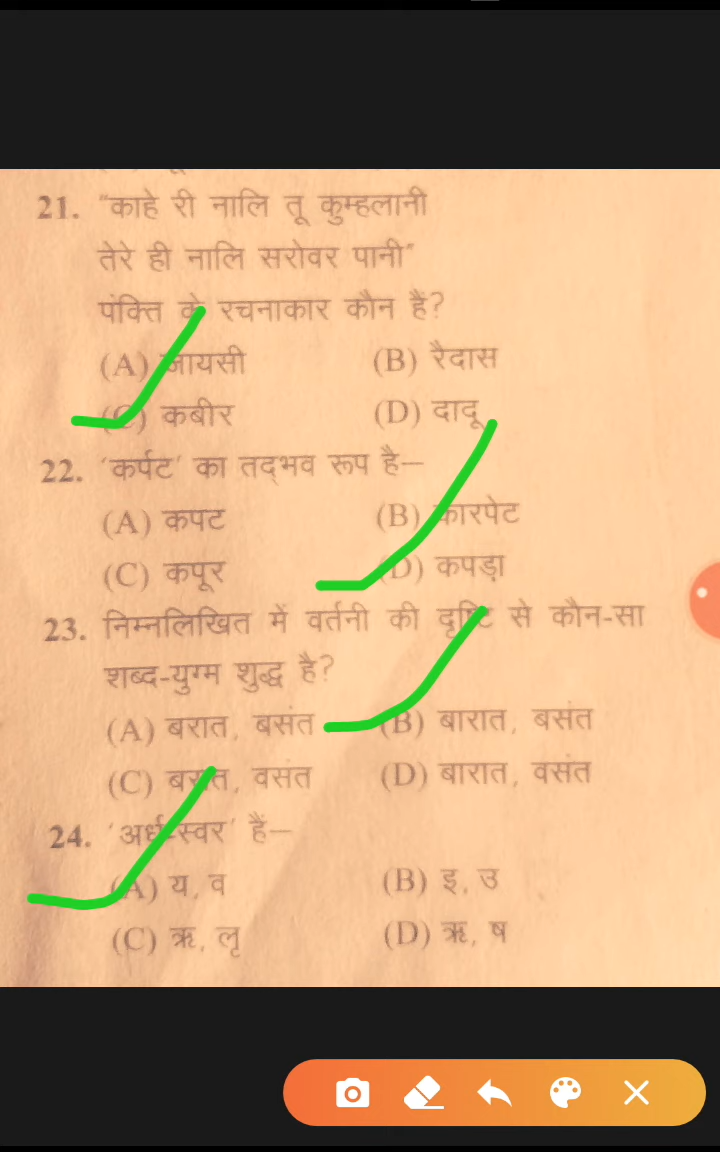 21. "काहे री नालि तू कुम्हलानी
तेरे ही नालि सरोवर पानी"
पंक्ति के रचनाकार कौन हैं?
(A) जायसी (B) रैदास
(C) कबीर (D) दादू
22. 'कर्पट' का तद्भव रूप है–
(A) कपट (B) कारपेट
(C) कपूर (D) कपड़ा
23. निम्नलिखित में वर्तनी की दृष्टि से कौन-सा
शब्द-युग्म शुद्ध है?
(A) बरात, बसंत (B) बारात, बसंत
(C) बरात, वसंत (D) बारात, वसंत
24. 'अर्ध-स्वर' हैं–
(A) य, व (B) इ, उ
(C) ऋ, लृ (D) ऋ, ष